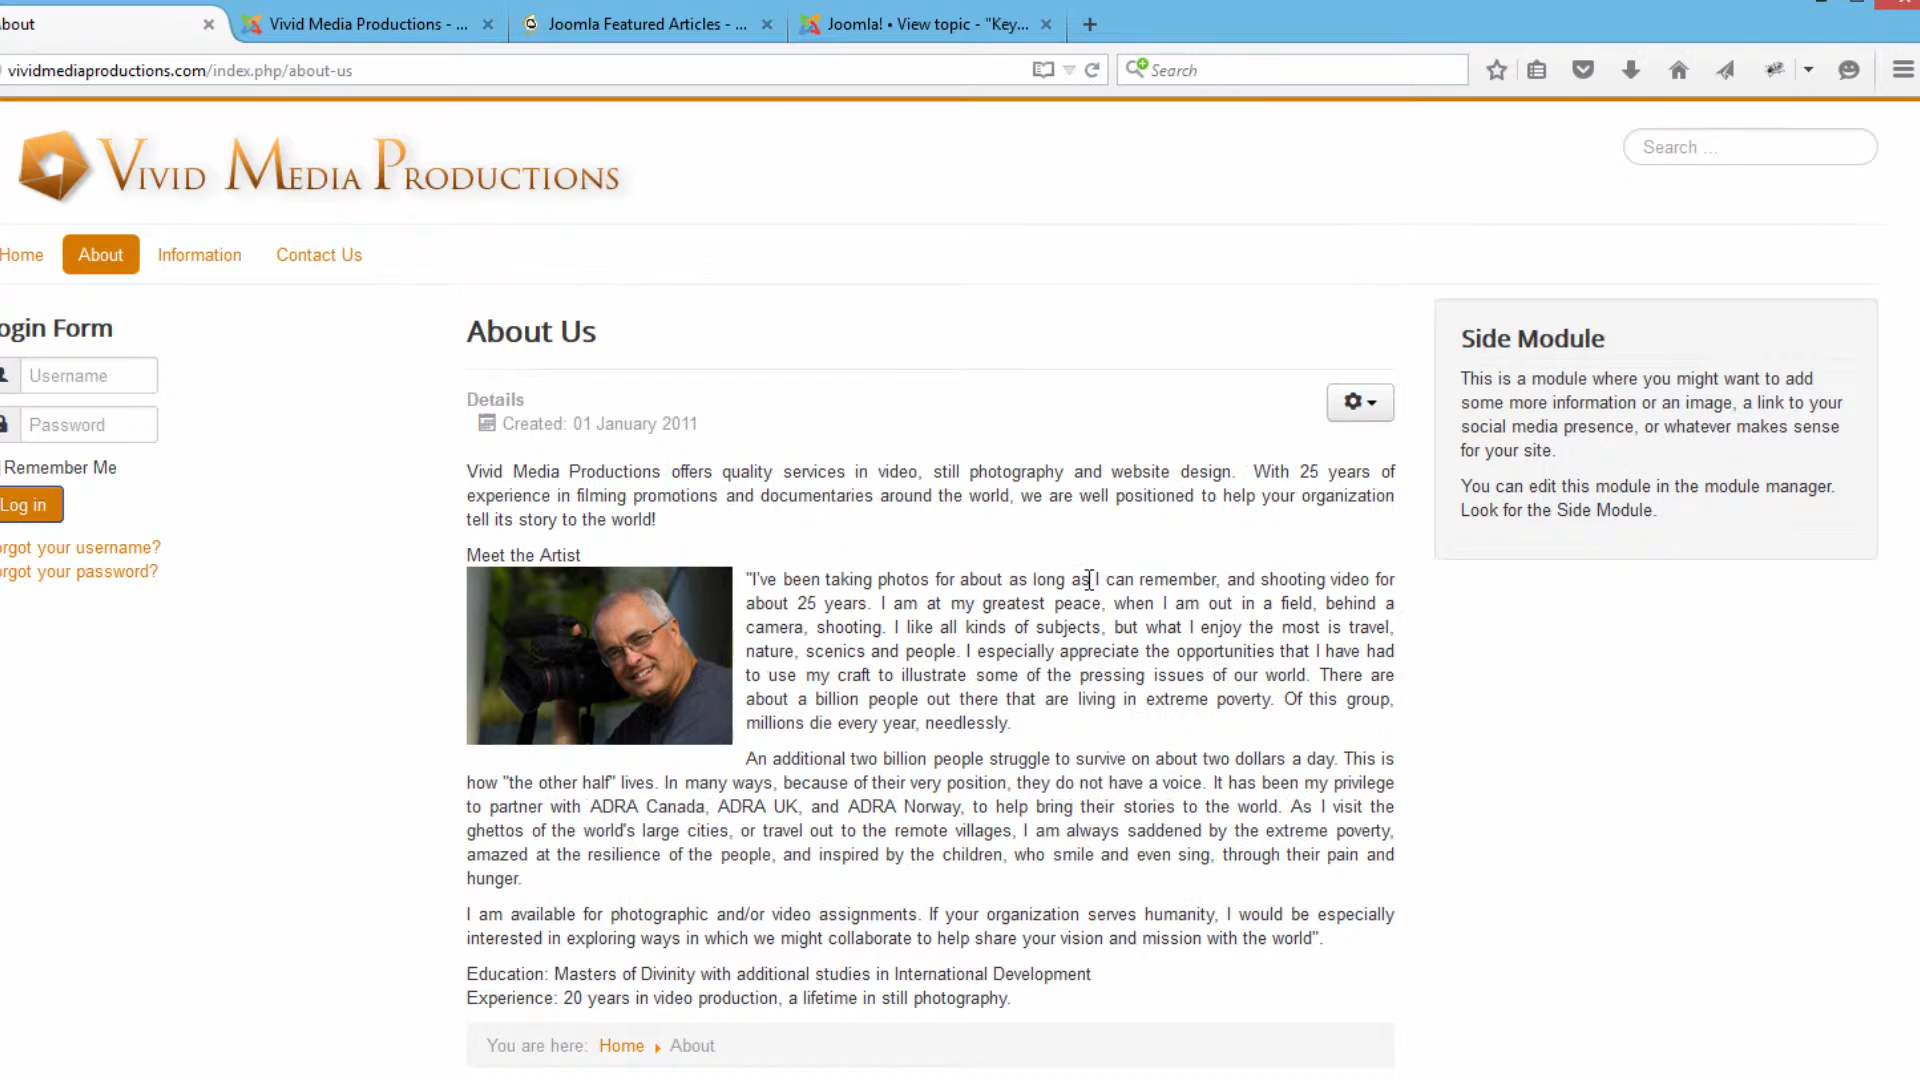 About
Vivid Media Productions - ...
Joomla Featured Articles - ...
Joomla! • View topic - "Key...
vividmediaproductions.com/index.php/about-us
Search
VIVID MEDIA PRODUCTIONS
Search ...
Home
About
Information
Contact Us
ogin Form
Username
Password
Remember Me
Log in
orgot your username?
orgot your password?
About Us
Details
Created: 01 January 2011
Vivid Media Productions offers quality services in video, still photography and website design. With 25 years of
experience in filming promotions and documentaries around the world, we are well positioned to help your organization
tell its story to the world!
Meet the Artist
"I've been taking photos for about as long as I can remember, and shooting video for
about 25 years. I am at my greatest peace, when I am out in a field, behind a
camera, shooting. I like all kinds of subjects, but what I enjoy the most is travel,
nature, scenics and people. I especially appreciate the opportunities that I have had
to use my craft to illustrate some of the pressing issues of our world. There are
about a billion people out there that are living in extreme poverty. Of this group,
millions die every year, needlessly.
An additional two billion people struggle to survive on about two dollars a day. This is
how "the other half" lives. In many ways, because of their very position, they do not have a voice. It has been my privilege
to partner with ADRA Canada, ADRA UK, and ADRA Norway, to help bring their stories to the world. As I visit the
ghettos of the world's large cities, or travel out to the remote villages, I am always saddened by the extreme poverty,
amazed at the resilience of the people, and inspired by the children, who smile and even sing, through their pain and
hunger.
I am available for photographic and/or video assignments. If your organization serves humanity, I would be especially
interested in exploring ways in which we might collaborate to help share your vision and mission with the world".
Education: Masters of Divinity with additional studies in International Development
Experience: 20 years in video production, a lifetime in still photography.
You are here: Home About
Side Module
This is a module where you might want to add
some more information or an image, a link to your
social media presence, or whatever makes sense
for your site.
You can edit this module in the module manager.
Look for the Side Module.